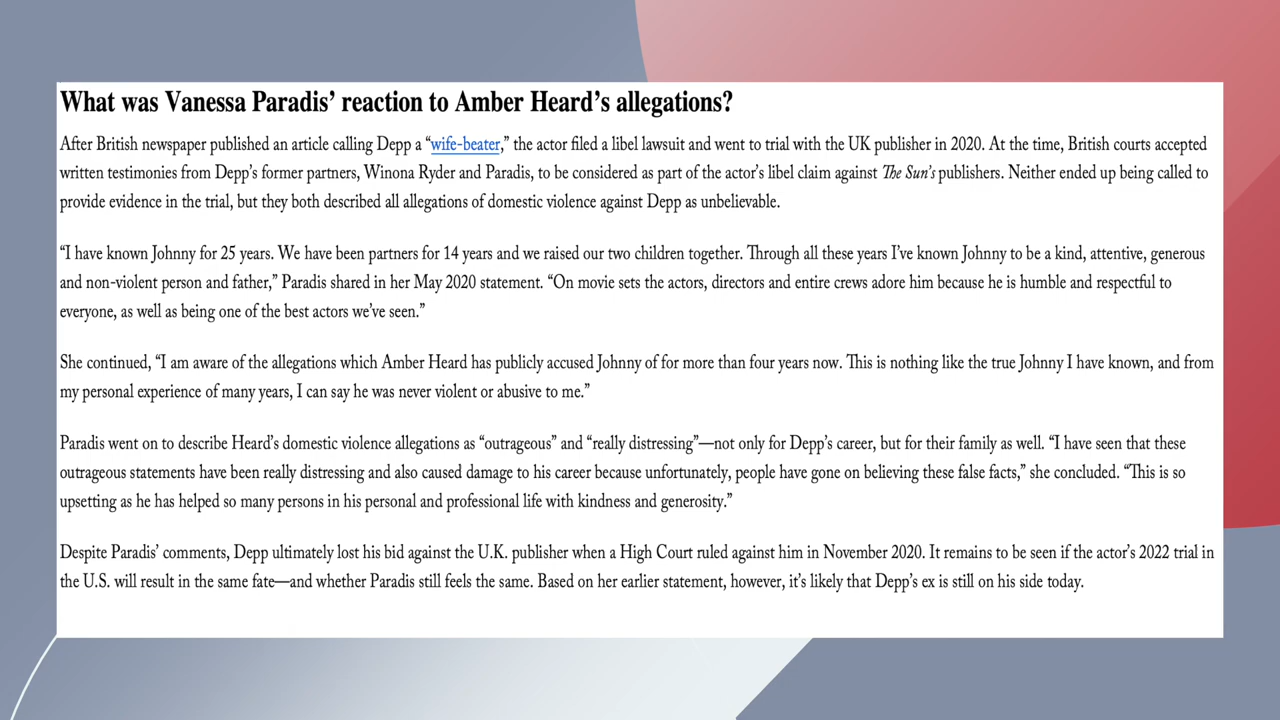 What was Vanessa Paradis’ reaction to Amber Heard’s allegations?
After British newspaper published an article calling Depp a “wife-beater,” the actor filed a libel lawsuit and went to trial with the UK publisher in 2020. At the time, British courts accepted
written testimonies from Depp’s former partners, Winona Ryder and Paradis, to be considered as part of the actor’s libel claim against The Sun’s publishers. Neither ended up being called to
provide evidence in the trial, but they both described all allegations of domestic violence against Depp as unbelievable.
“I have known Johnny for 25 years. We have been partners for 14 years and we raised our two children together. Through all these years I’ve known Johnny to be a kind, attentive, generous
and non-violent person and father,” Paradis shared in her May 2020 statement. “On movie sets the actors, directors and entire crews adore him because he is humble and respectful to
everyone, as well as being one of the best actors we’ve seen.”
She continued, “I am aware of the allegations which Amber Heard has publicly accused Johnny of for more than four years now. This is nothing like the true Johnny I have known, and from
my personal experience of many years, I can say he was never violent or abusive to me.”
Paradis went on to describe Heard’s domestic violence allegations as “outrageous” and “really distressing”—not only for Depp’s career, but for their family as well. “I have seen that these
outrageous statements have been really distressing and also caused damage to his career because unfortunately, people have gone on believing these false facts,” she concluded. “This is so
upsetting as he has helped so many persons in his personal and professional life with kindness and generosity.”
Despite Paradis’ comments, Depp ultimately lost his bid against the U.K. publisher when a High Court ruled against him in November 2020. It remains to be seen if the actor’s 2022 trial in
the U.S. will result in the same fate—and whether Paradis still feels the same. Based on her earlier statement, however, it’s likely that Depp’s ex is still on his side today.